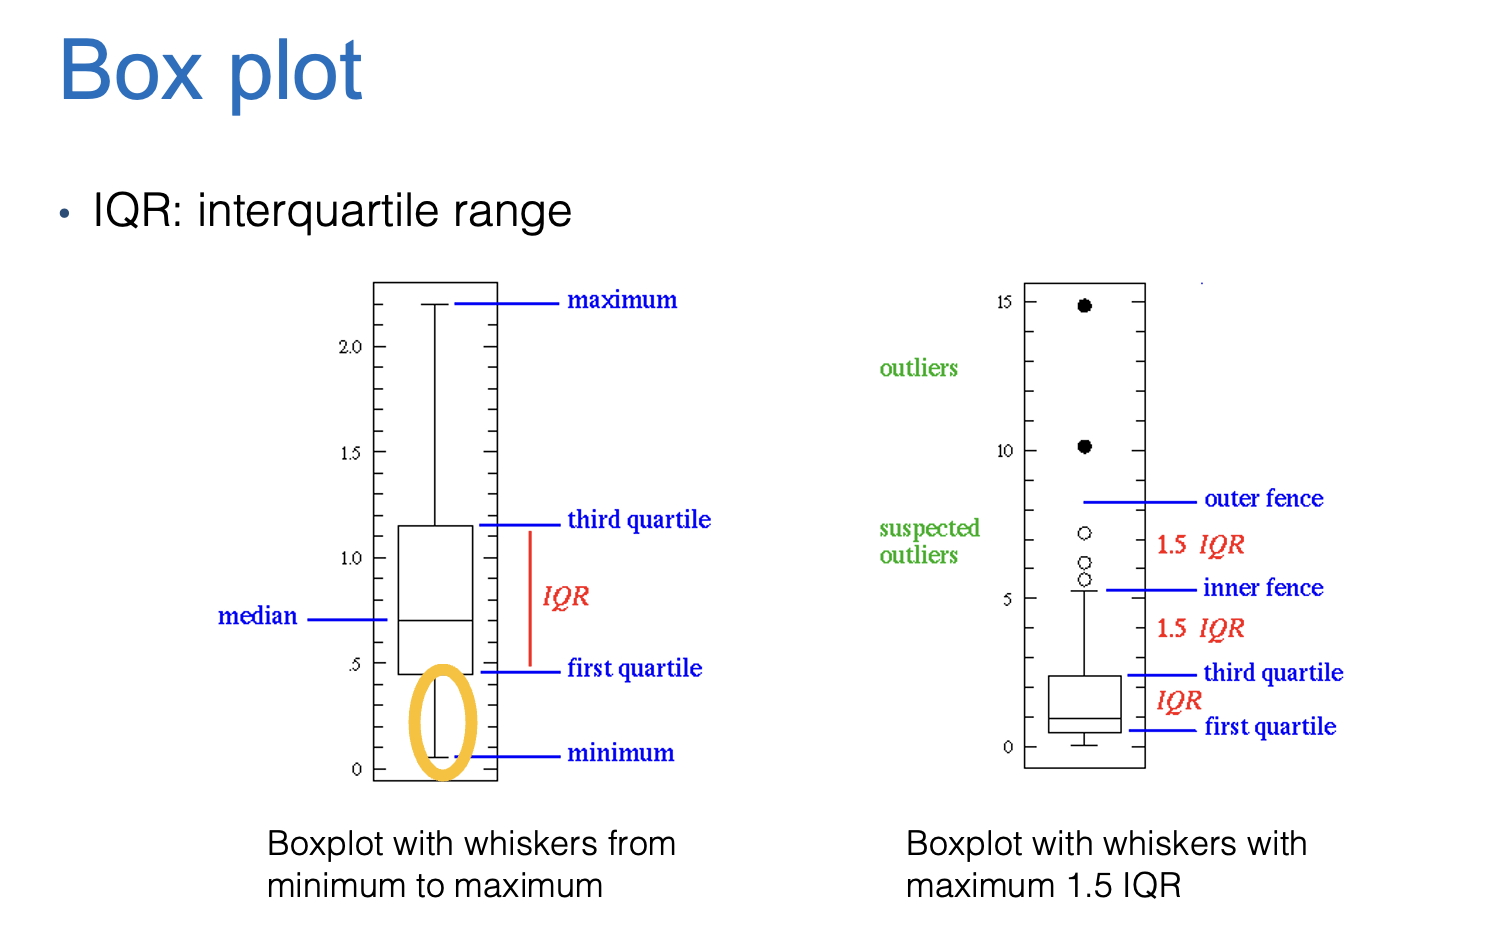 Box plot
• IQR: interquartile range
maximum
2.0
1.5
third quartile
1.0
IQR
median
.5
first quartile
minimum
0
Boxplot with whiskers from
minimum to maximum
15
outliers
10
outer fence
suspected
outliers
1.5 IQR
inner fence
5
1.5 IQR
third quartile
IQR
first quartile
0
Boxplot with whiskers with
maximum 1.5 IQR